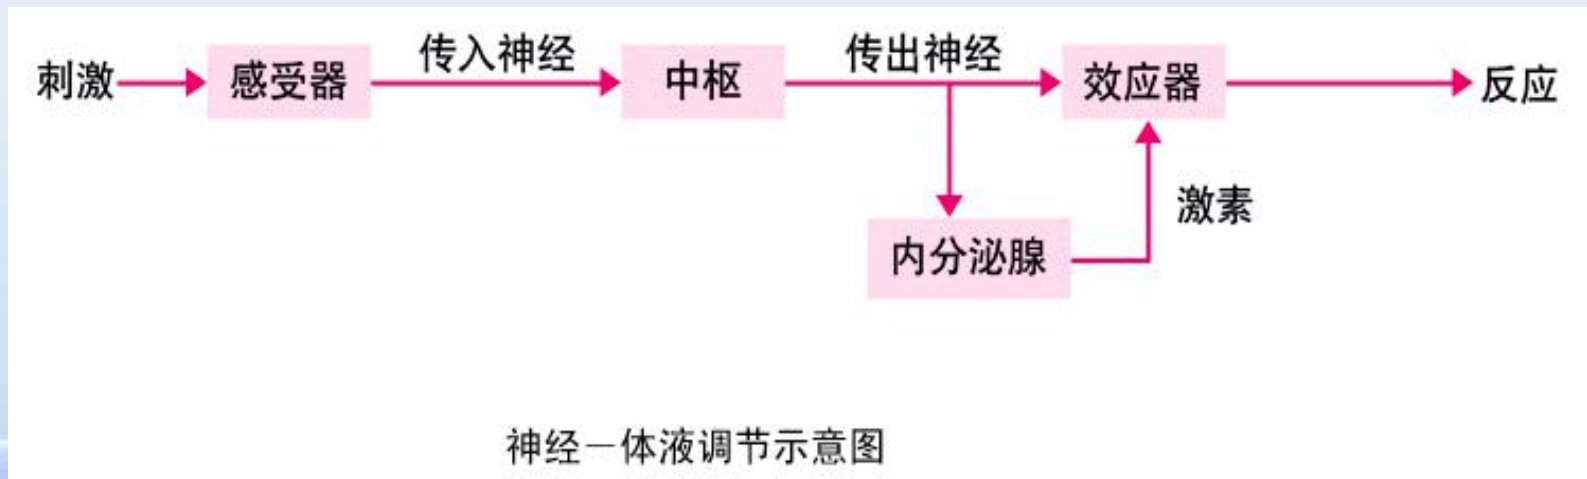 传入神经
传出神经
刺激
感受器
中枢
效应器
反应
激素
内分泌腺
神经－体液调节示意图